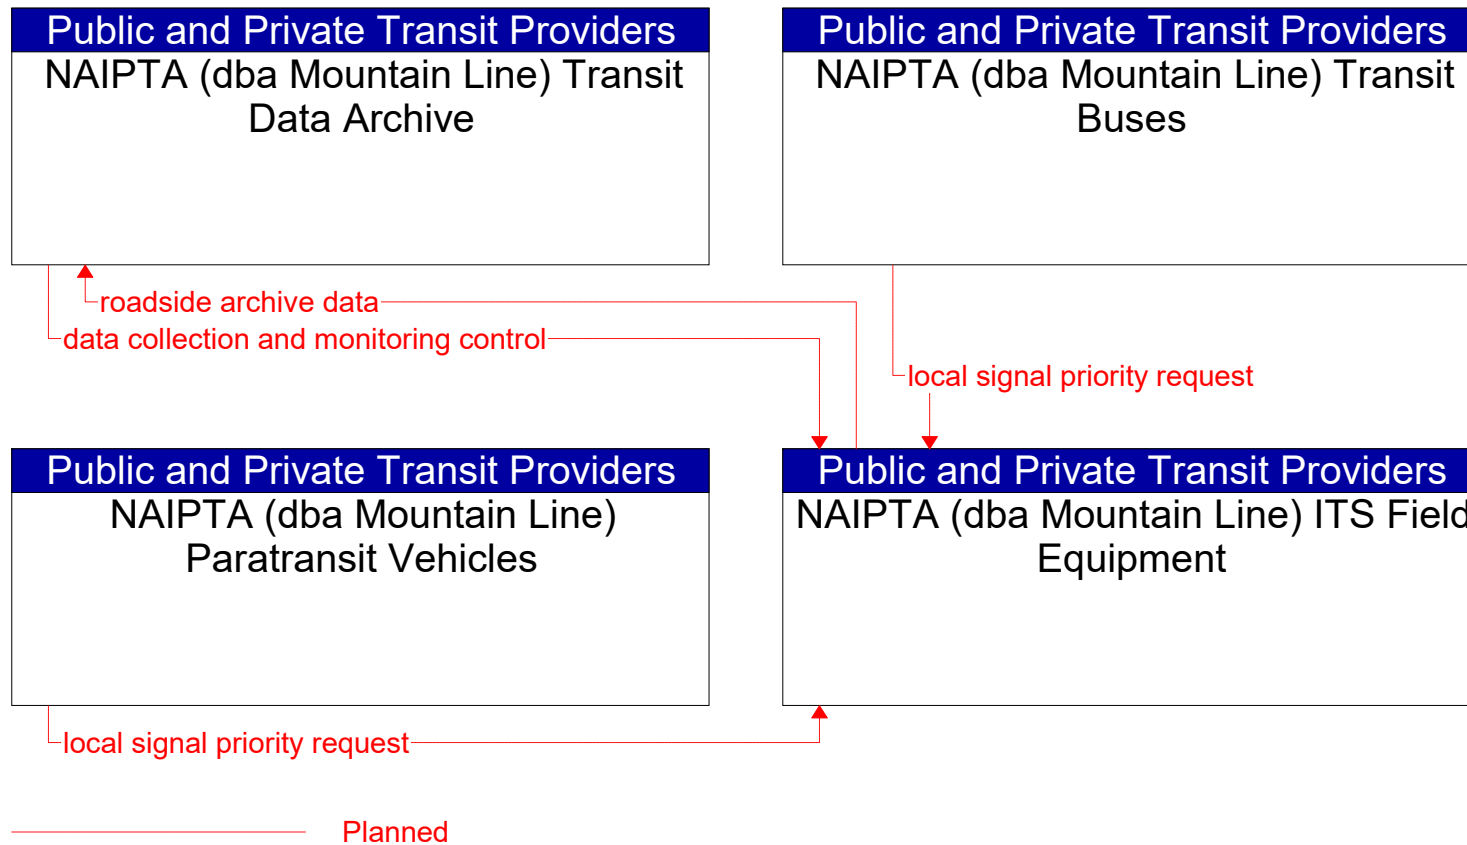 Public and Private Transit Providers
NAIPTA (dba Mountain Line) Transit
Data Archive
Public and Private Transit Providers
NAIPTA (dba Mountain Line) Transit
Buses
roadside archive data
data collection and monitoring control
local signal priority request
Public and Private Transit Providers
NAIPTA (dba Mountain Line)
Paratransit Vehicles
Public and Private Transit Providers
NAIPTA (dba Mountain Line) ITS Field
Equipment
local signal priority request
Planned